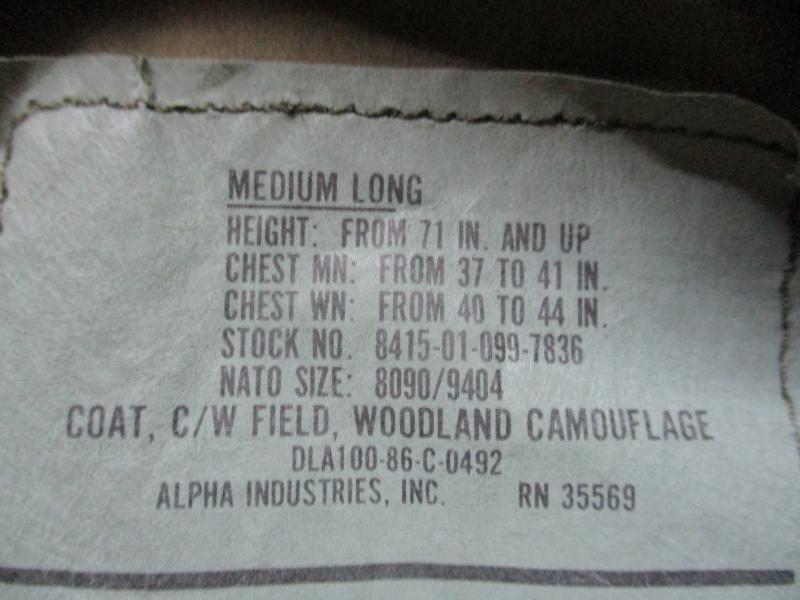 MEDIUM LONG
HEIGHT: FROM 71 IN. AND UP
CHEST MN: FROM 37 TO 41 IN.
CHEST WN: FROM 40 TO 44 IN.
STOCK NO. 8415-01-099-7836
NATO SIZE: 8090/9404
COAT, C/W FIELD, WOODLAND CAMOUFLAGE
DLA100-86-C-0492
ALPHA INDUSTRIES, INC. RN 35569